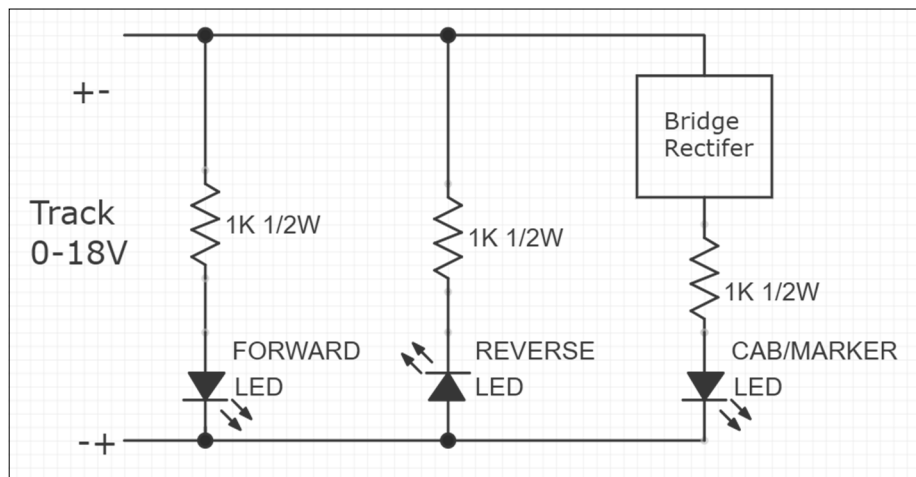 +-
Bridge
Rectifer
Track
0-18V
1K 1/2W
1K 1/2W
1K 1/2W
FORWARD
LED
REVERSE
LED
CAB/MARKER
LED
-+